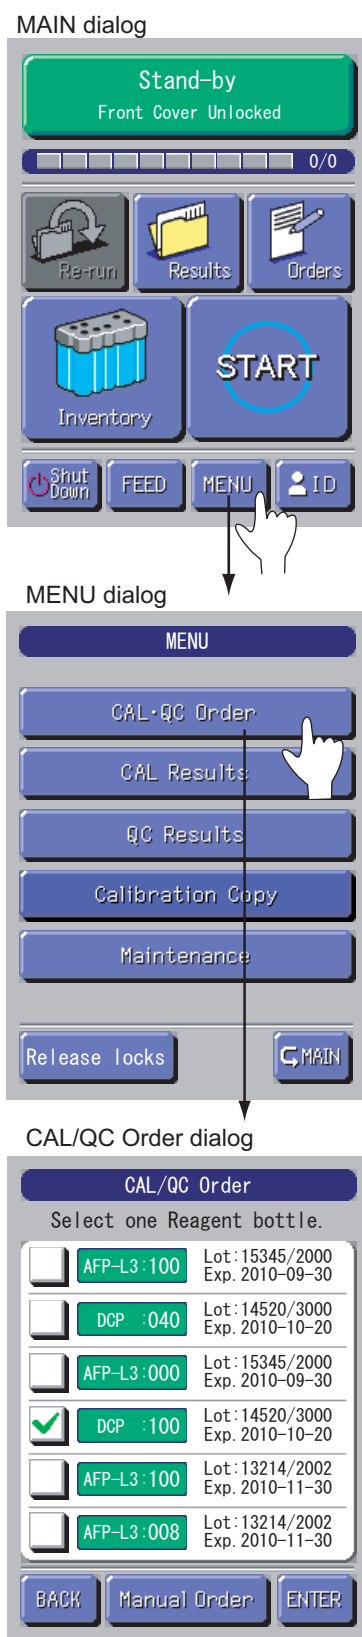 MAIN dialog
Stand-by
Front Cover Unlocked
0/0
Re-run
Results
Orders
Inventory
START
Shut
Down
FEED
MENU
ID
MENU dialog
MENU
CAL·QC Order
CAL Results
QC Results
Calibration Copy
Maintenance
Release locks
MAIN
CAL/QC Order dialog
CAL/QC Order
Select one Reagent bottle.
AFP-L3:100 Lot:15345/2000
Exp.2010-09-30
DCP :040 Lot:14520/3000
Exp.2010-10-20
AFP-L3:000 Lot:15345/2000
Exp.2010-09-30
DCP :100 Lot:14520/3000
Exp.2010-10-20
AFP-L3:100 Lot:13214/2002
Exp.2010-11-30
AFP-L3:008 Lot:13214/2002
Exp.2010-11-30
BACK
Manual Order
ENTER